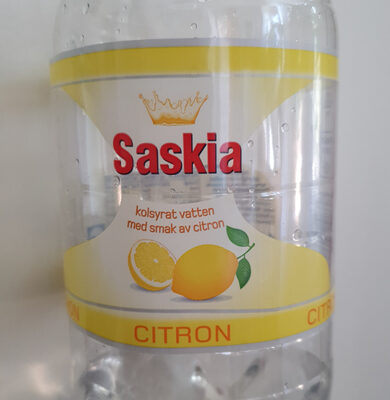 Saskia
kolsyrat vatten
med smak av citron
CITRON